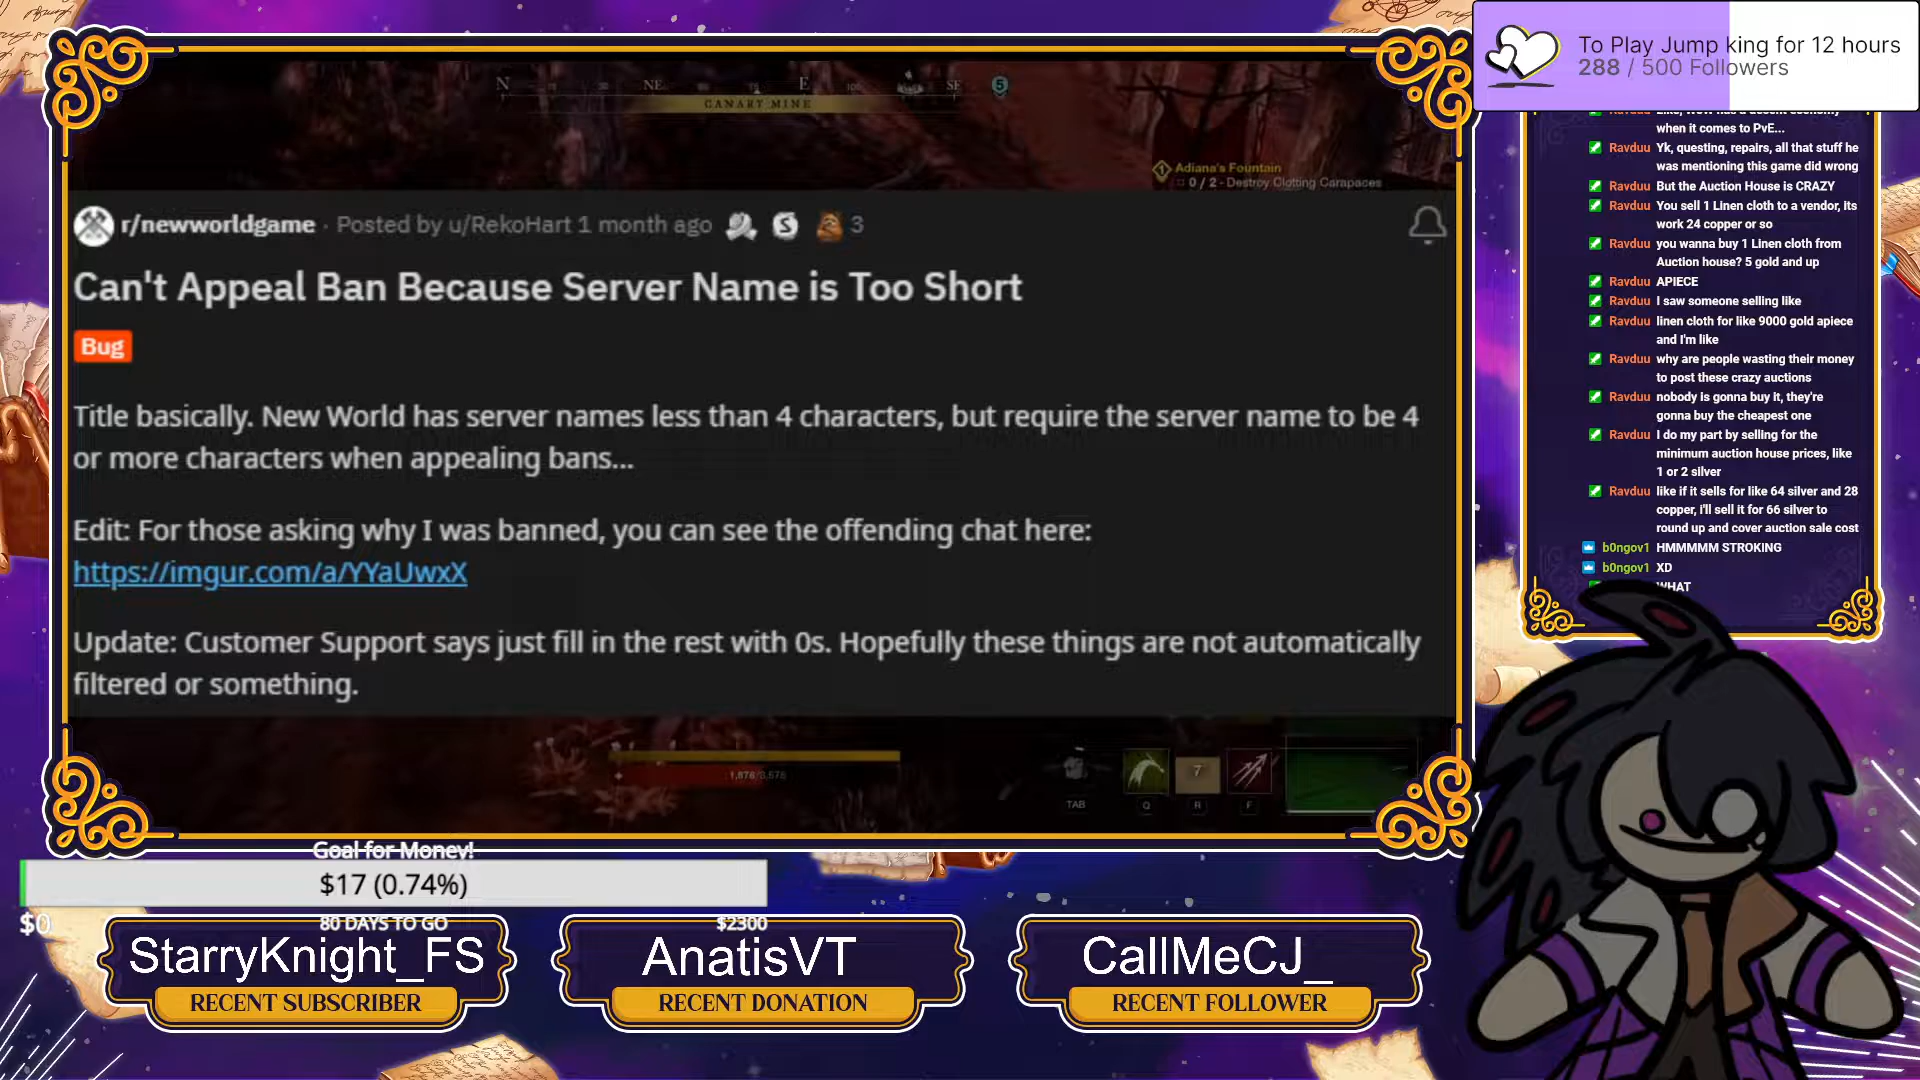 To Play Jump king for 12 hours
288 / 500 Followers
N
NE
E
SE
5
CANARY MINE
Adiana's Fountain
0 / 2 - Destroy Clotting Carapaces
r/newworldgame · Posted by u/RekoHart 1 month ago
S
3
Can't Appeal Ban Because Server Name is Too Short
Bug
Title basically. New World has server names less than 4 characters, but require the server name to be 4
or more characters when appealing bans...
Edit: For those asking why I was banned, you can see the offending chat here:
https://imgur.com/a/YYaUwxX
Update: Customer Support says just fill in the rest with 0s. Hopefully these things are not automatically
filtered or something.
TAB
Q
7
R
F
when it comes to PvE...
Ravduu Yk, questing, repairs, all that stuff he
was mentioning this game did wrong
Ravduu But the Auction House is CRAZY
Ravduu You sell 1 Linen cloth to a vendor, its
work 24 copper or so
Ravduu you wanna buy 1 Linen cloth from
Auction house? 5 gold and up
Ravduu APIECE
Ravduu I saw someone selling like
Ravduu linen cloth for like 9000 gold apiece
and I'm like
Ravduu why are people wasting their money
to post these crazy auctions
Ravduu nobody is gonna buy it, they're
gonna buy the cheapest one
Ravduu I do my part by selling for the
minimum auction house prices, like
1 or 2 silver
Ravduu like if it sells for like 64 silver and 28
copper, i'll sell it for 66 silver to
round up and cover auction sale cost
b0ngov1 HMMMMM STROKING
b0ngov1 XD
WHAT
Goal for Money!
$17 (0.74%)
$0
80 DAYS TO GO
$2300
StarryKnight_FS
RECENT SUBSCRIBER
AnatisVT
RECENT DONATION
CallMeCJ_
RECENT FOLLOWER